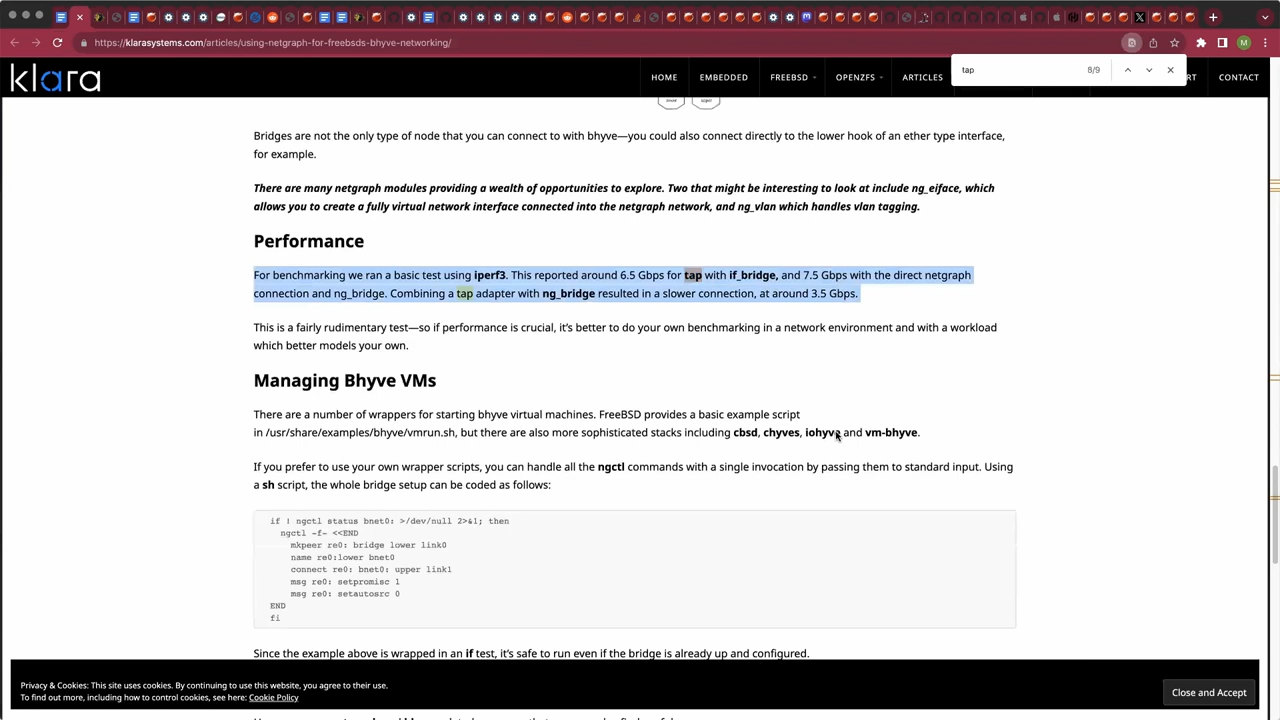 https://klarasystems.com/articles/using-netgraph-for-freebsds-bhyve-networking/
M
klara
HOME
EMBEDDED
FREEBSD
OPENZFS
ARTICLES
RT
CONTACT
tap
8/9
Bridges are not the only type of node that you can connect to with bhyve—you could also connect directly to the lower hook of an ether type interface,
for example.
There are many netgraph modules providing a wealth of opportunities to explore. Two that might be interesting to look at include ng_eiface, which
allows you to create a fully virtual network interface connected into the netgraph network, and ng_vlan which handles vlan tagging.
Performance
For benchmarking we ran a basic test using iperf3. This reported around 6.5 Gbps for tap with if_bridge, and 7.5 Gbps with the direct netgraph
connection and ng_bridge. Combining a tap adapter with ng_bridge resulted in a slower connection, at around 3.5 Gbps.
This is a fairly rudimentary test—so if performance is crucial, it's better to do your own benchmarking in a network environment and with a workload
which better models your own.
Managing Bhyve VMs
There are a number of wrappers for starting bhyve virtual machines. FreeBSD provides a basic example script
in /usr/share/examples/bhyve/vmrun.sh, but there are also more sophisticated stacks including cbsd, chyves, iohyve and vm-bhyve.
If you prefer to use your own wrapper scripts, you can handle all the ngctl commands with a single invocation by passing them to standard input. Using
a sh script, the whole bridge setup can be coded as follows:
if ! ngctl status bnet0: >/dev/null 2>&1; then
ngctl -f- <<END
mkpeer re0: bridge lower link0
name re0:lower bnet0
connect re0: bnet0: upper link1
msg re0: setpromisc 1
msg re0: setautosrc 0
END
fi
Since the example above is wrapped in an if test, it's safe to run even if the bridge is already up and configured.
Privacy & Cookies: This site uses cookies. By continuing to use this website, you agree to their use.
To find out more, including how to control cookies, see here: Cookie Policy
Close and Accept